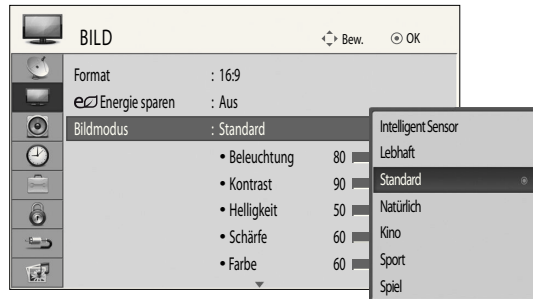 BILD Bew. OK
Format : 16:9
Energie sparen : Aus
Bildmodus : Standard
• Beleuchtung 80
• Kontrast 90
• Helligkeit 50
• Schärfe 60
• Farbe 60
Intelligent Sensor
Lebhaft
Standard
Natürlich
Kino
Sport
Spiel